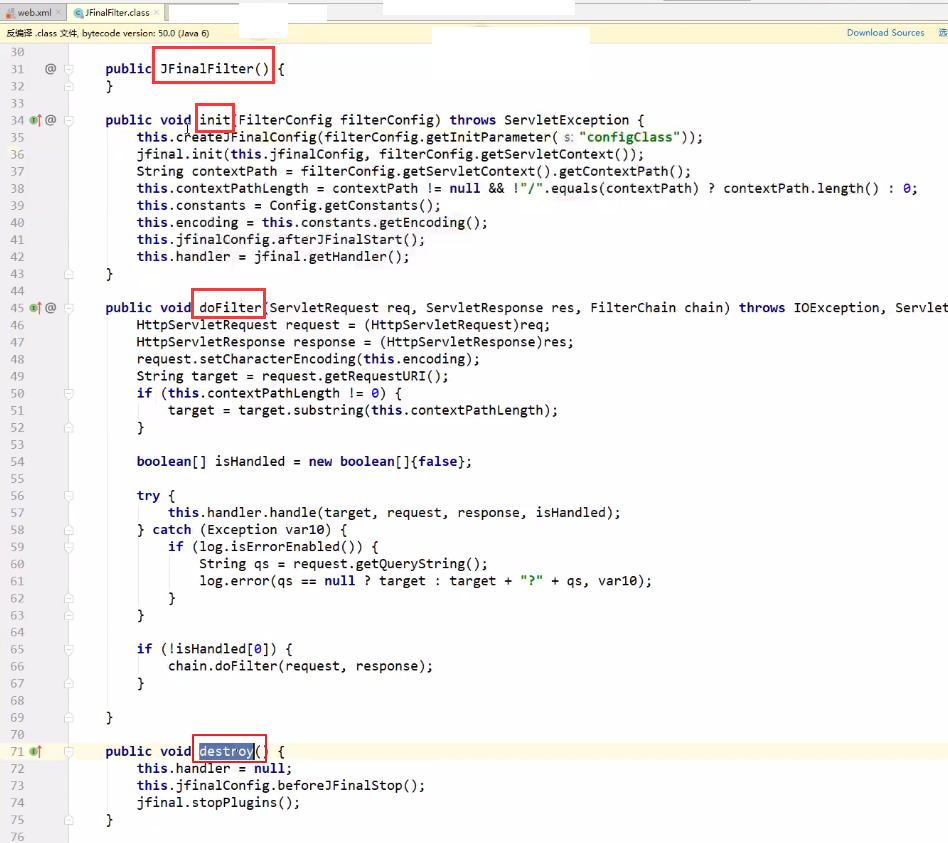 web.xml JFinalFilter.class
反编译 .class 文件, bytecode version: 50.0 (Java 6) Download Sources 选
30
31 @ public JFinalFilter() {
32 }
33
34 @ public void init(FilterConfig filterConfig) throws ServletException {
35 this.createJFinalConfig(filterConfig.getInitParameter( s: "configClass"));
36 jfinal.init(this.jfinalConfig, filterConfig.getServletContext());
37 String contextPath = filterConfig.getServletContext().getContextPath();
38 this.contextPathLength = contextPath != null && !"/".equals(contextPath) ? contextPath.length() : 0;
39 this.constants = Config.getConstants();
40 this.encoding = this.constants.getEncoding();
41 this.jfinalConfig.afterJFinalStart();
42 this.handler = jfinal.getHandler();
43 }
44
45 @ public void doFilter(ServletRequest req, ServletResponse res, FilterChain chain) throws IOException, Servlet
46 HttpServletRequest request = (HttpServletRequest)req;
47 HttpServletResponse response = (HttpServletResponse)res;
48 request.setCharacterEncoding(this.encoding);
49 String target = request.getRequestURI();
50 if (this.contextPathLength != 0) {
51 target = target.substring(this.contextPathLength);
52 }
53
54 boolean[] isHandled = new boolean[]{false};
55
56 try {
57 this.handler.handle(target, request, response, isHandled);
58 } catch (Exception var10) {
59 if (log.isErrorEnabled()) {
60 String qs = request.getQueryString();
61 log.error(qs == null ? target : target + "?" + qs, var10);
62 }
63 }
64
65 if (!isHandled[0]) {
66 chain.doFilter(request, response);
67 }
68
69 }
70
71 public void destroy() {
72 this.handler = null;
73 this.jfinalConfig.beforeJFinalStop();
74 jfinal.stopPlugins();
75 }
76